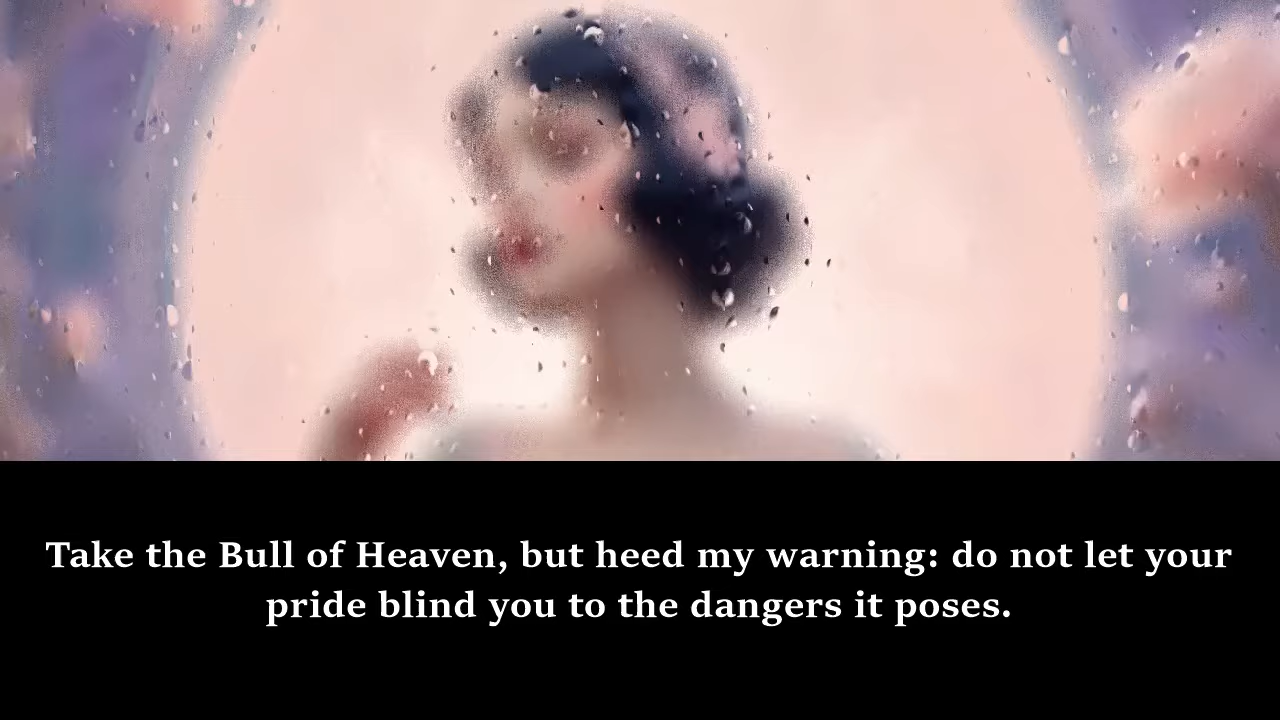 Take the Bull of Heaven, but heed my warning: do not let your
pride blind you to the dangers it poses.